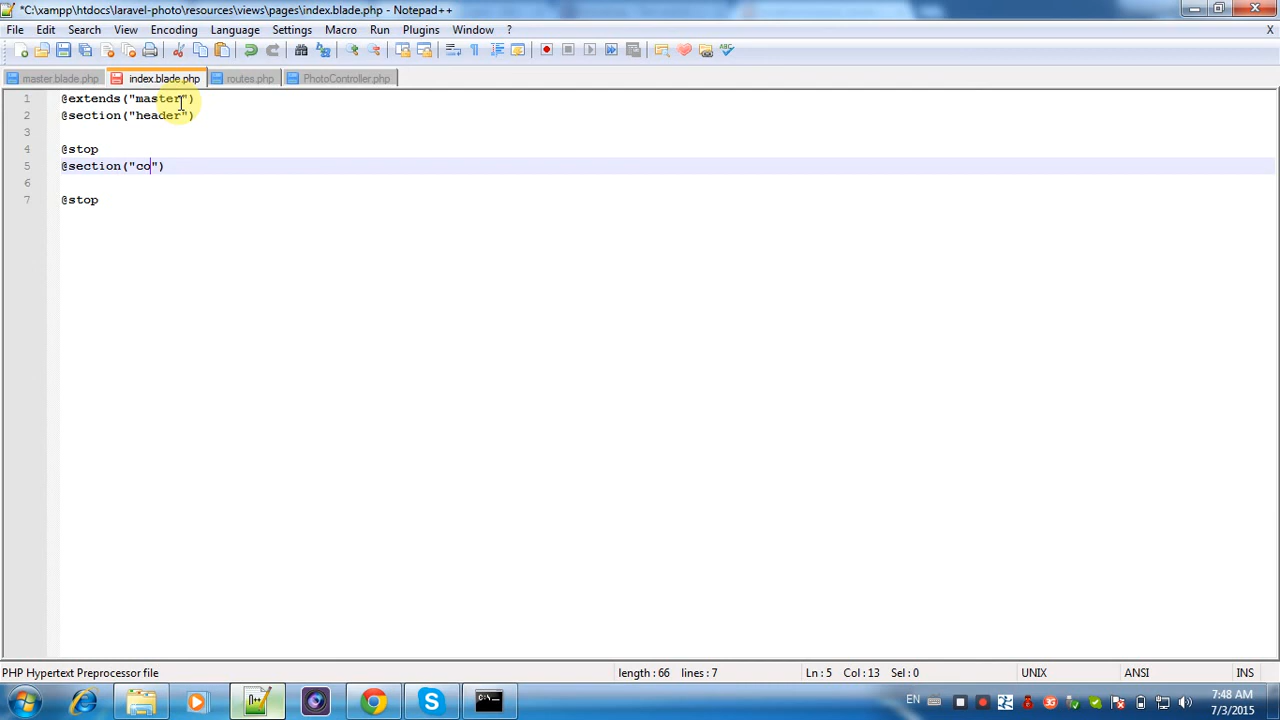 *C:\xampp\htdocs\laravel-photo\resources\views\pages\index.blade.php - Notepad++
File Edit Search View Encoding Language Settings Macro Run Plugins Window ? X
master.blade.php index.blade.php routes.php PhotoController.php
1 @extends("master")
2 @section("header")
3
4 @stop
5 @section("co")
6
7 @stop
PHP Hypertext Preprocessor file length : 66 lines : 7 Ln : 5 Col : 13 Sel : 0 UNIX ANSI INS
EN 7:48 AM
7/3/2015